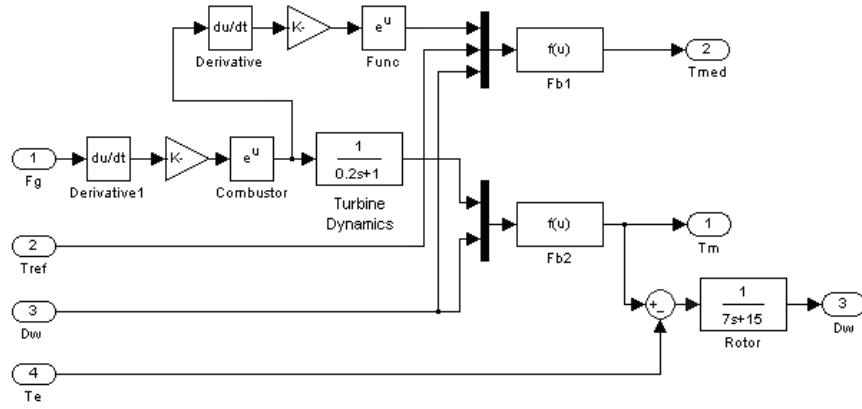 du/dt
K-
e^u
f(u)
2
Derivative
Func
Fb1
Tmed
1
du/dt
K-
e^u
1
0.2s+1
Fg
Derivative1
Combustor
Turbine
Dynamics
2
f(u)
1
Tref
Fb2
Tm
3
+
-
1
7s+15
3
Dw
Rotor
Dw
4
Te